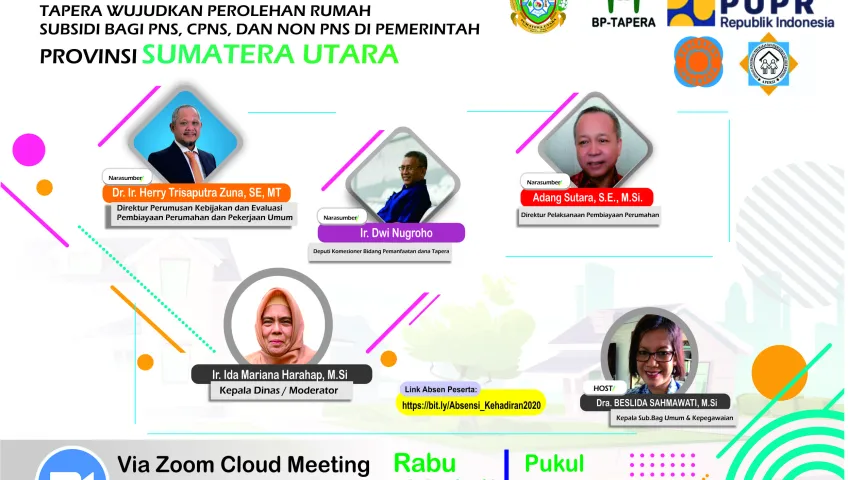 TAPERA WUJUDKAN PEROLEHAN RUMAH
SUBSIDI BAGI PNS, CPNS, DAN NON PNS DI PEMERINTAH
PROVINSI SUMATERA UTARA
BP-TAPERA
PUPR
Republik Indonesia
Narasumber
Dr. Ir. Herry Trisaputra Zuna, SE, MT
Direktur Perumusan Kebijakan dan Evaluasi
Pembiayaan Perumahan dan Pekerjaan Umum
Narasumber
Ir. Dwi Nugroho
Deputi Komesioner Bidang Pemanfaatan dana Tapera
Narasumber
Adang Sutara, S.E., M.Si.
Direktur Pelaksanaan Pembiayaan Perumahan
Ir. Ida Mariana Harahap, M.Si
Kepala Dinas / Moderator
Link Absen Peserta:
https://bit.ly/Absensi_Kehadiran2020
HOST
Dra. BESLIDA SAHMAWATI, M.Si
Kepala Sub.Bag Umum & Kepegawaian
Via Zoom Cloud Meeting
Rabu
Pukul